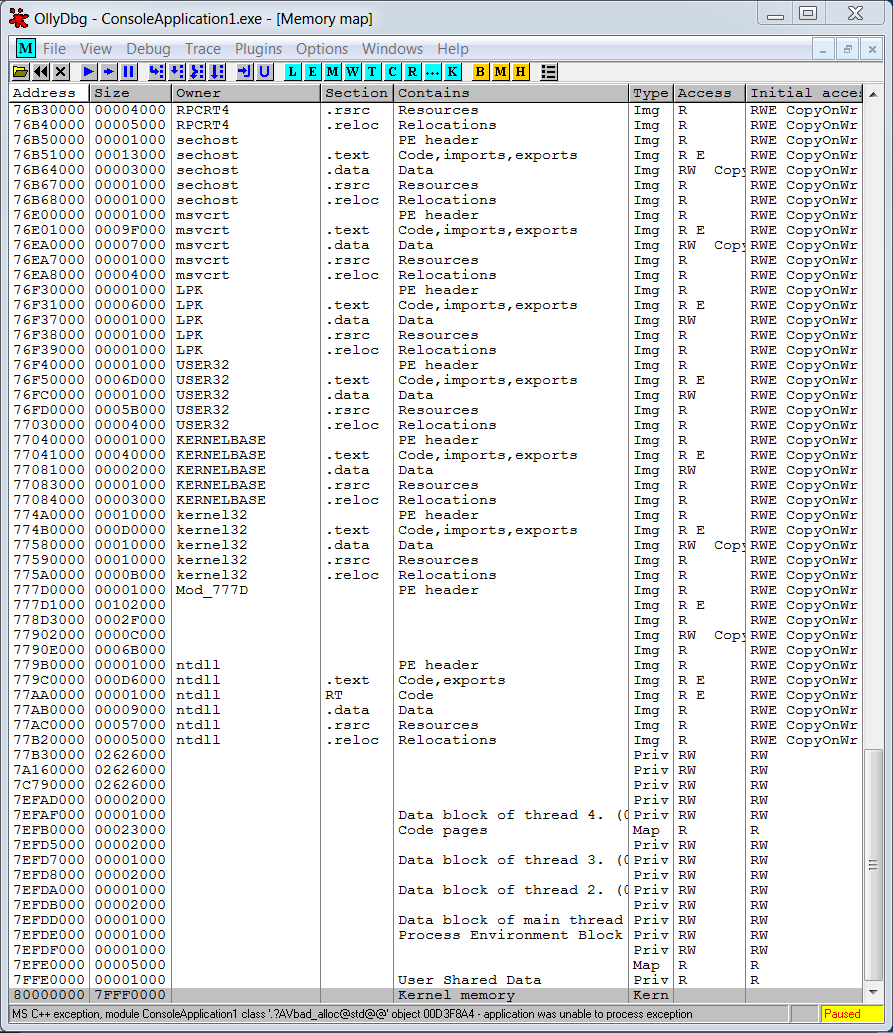 OllyDbg - ConsoleApplication1.exe - [Memory map]
M File View Debug Trace Plugins Options Windows Help
L E M W T C R ... K B M H
Address Size Owner Section Contains Type Access Initial acces
76B30000 00004000 RPCRT4 .rsrc Resources Img R RWE CopyOnWr
76B40000 00005000 RPCRT4 .reloc Relocations Img R RWE CopyOnWr
76B50000 00001000 sechost PE header Img R RWE CopyOnWr
76B51000 00013000 sechost .text Code,imports,exports Img R E RWE CopyOnWr
76B64000 00003000 sechost .data Data Img RW Copy RWE CopyOnWr
76B67000 00001000 sechost .rsrc Resources Img R RWE CopyOnWr
76B68000 00001000 sechost .reloc Relocations Img R RWE CopyOnWr
76E00000 00001000 msvcrt PE header Img R RWE CopyOnWr
76E01000 0009F000 msvcrt .text Code,imports,exports Img R E RWE CopyOnWr
76EA0000 00007000 msvcrt .data Data Img RW Copy RWE CopyOnWr
76EA7000 00001000 msvcrt .rsrc Resources Img R RWE CopyOnWr
76EA8000 00004000 msvcrt .reloc Relocations Img R RWE CopyOnWr
76F30000 00001000 LPK PE header Img R RWE CopyOnWr
76F31000 00006000 LPK .text Code,imports,exports Img R E RWE CopyOnWr
76F37000 00001000 LPK .data Data Img RW RWE CopyOnWr
76F38000 00001000 LPK .rsrc Resources Img R RWE CopyOnWr
76F39000 00001000 LPK .reloc Relocations Img R RWE CopyOnWr
76F40000 00001000 USER32 PE header Img R RWE CopyOnWr
76F50000 0006D000 USER32 .text Code,imports,exports Img R E RWE CopyOnWr
76FC0000 00001000 USER32 .data Data Img RW RWE CopyOnWr
76FD0000 0005B000 USER32 .rsrc Resources Img R RWE CopyOnWr
77030000 00004000 USER32 .reloc Relocations Img R RWE CopyOnWr
77040000 00001000 KERNELBASE PE header Img R RWE CopyOnWr
77041000 00040000 KERNELBASE .text Code,imports,exports Img R E RWE CopyOnWr
77081000 00002000 KERNELBASE .data Data Img RW RWE CopyOnWr
77083000 00001000 KERNELBASE .rsrc Resources Img R RWE CopyOnWr
77084000 00003000 KERNELBASE .reloc Relocations Img R RWE CopyOnWr
774A0000 00010000 kernel32 PE header Img R RWE CopyOnWr
774B0000 000D0000 kernel32 .text Code,imports,exports Img R E RWE CopyOnWr
77580000 00010000 kernel32 .data Data Img RW Copy RWE CopyOnWr
77590000 00010000 kernel32 .rsrc Resources Img R RWE CopyOnWr
775A0000 0000B000 kernel32 .reloc Relocations Img R RWE CopyOnWr
777D0000 00001000 Mod_777D PE header Img R RWE CopyOnWr
777D1000 00102000 Img R E RWE CopyOnWr
778D3000 0002F000 Img R RWE CopyOnWr
77902000 0000C000 Img RW Copy RWE CopyOnWr
7790E000 0006B000 Img R RWE CopyOnWr
779B0000 00001000 ntdll PE header Img R RWE CopyOnWr
779C0000 000D6000 ntdll .text Code,exports Img R E RWE CopyOnWr
77AA0000 00001000 ntdll RT Code Img R E RWE CopyOnWr
77AB0000 00009000 ntdll .data Data Img R RWE CopyOnWr
77AC0000 00057000 ntdll .rsrc Resources Img R RWE CopyOnWr
77B20000 00005000 ntdll .reloc Relocations Img R RWE CopyOnWr
77B30000 02626000 Priv RW RW
7A160000 02626000 Priv RW RW
7C790000 02626000 Priv RW RW
7EFAD000 00002000 Priv RW RW
7EFAF000 00001000 Data block of thread 4. ( Priv RW RW
7EFB0000 00023000 Code pages Map R R
7EFD5000 00002000 Priv RW RW
7EFD7000 00001000 Data block of thread 3. ( Priv RW RW
7EFD8000 00002000 Priv RW RW
7EFDA000 00001000 Data block of thread 2. ( Priv RW RW
7EFDB000 00002000 Priv RW RW
7EFDD000 00001000 Data block of main thread Priv RW RW
7EFDE000 00001000 Process Environment Block Priv RW RW
7EFDF000 00001000 Priv RW RW
7EFE0000 00005000 Map R R
7FFE0000 00001000 User Shared Data Priv R R
80000000 7FFF0000 Kernel memory Kern
MS C++ exception, module ConsoleApplication1 class '.?AVbad_alloc@std@@' object 00D3F8A4 - application was unable to process exception Paused